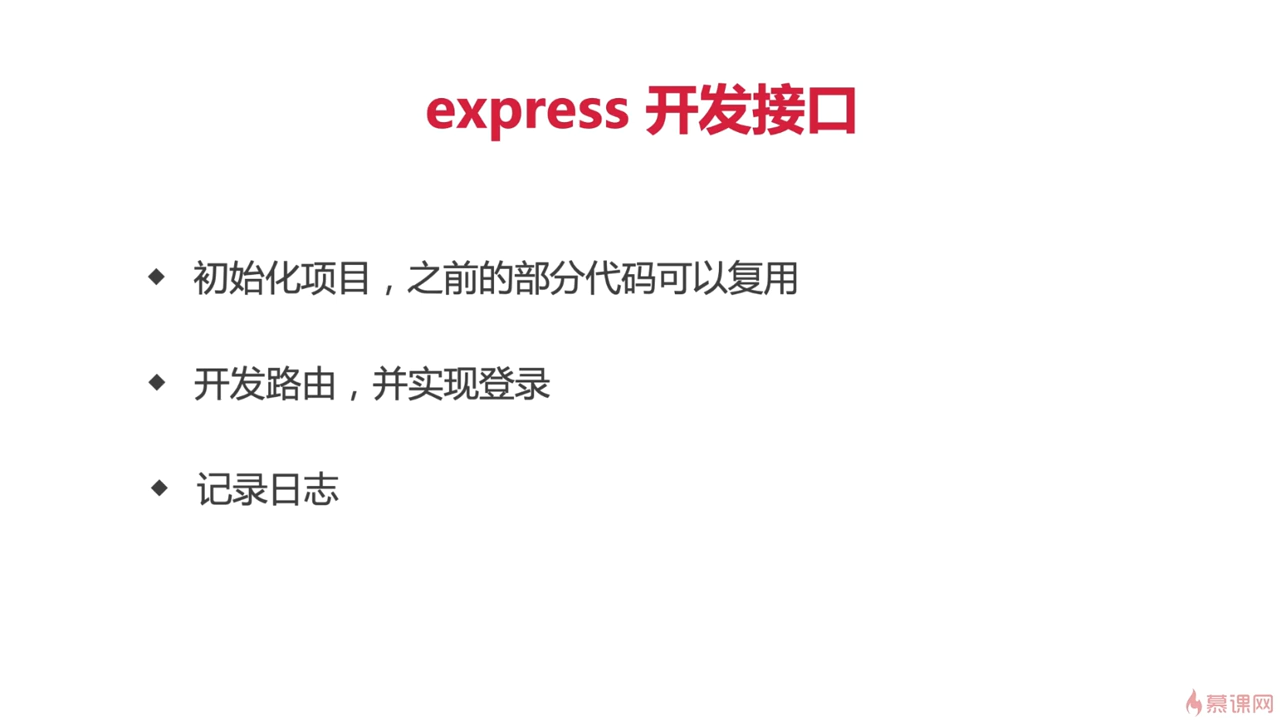 express 开发接口
初始化项目，之前的部分代码可以复用
开发路由，并实现登录
记录日志
慕课网